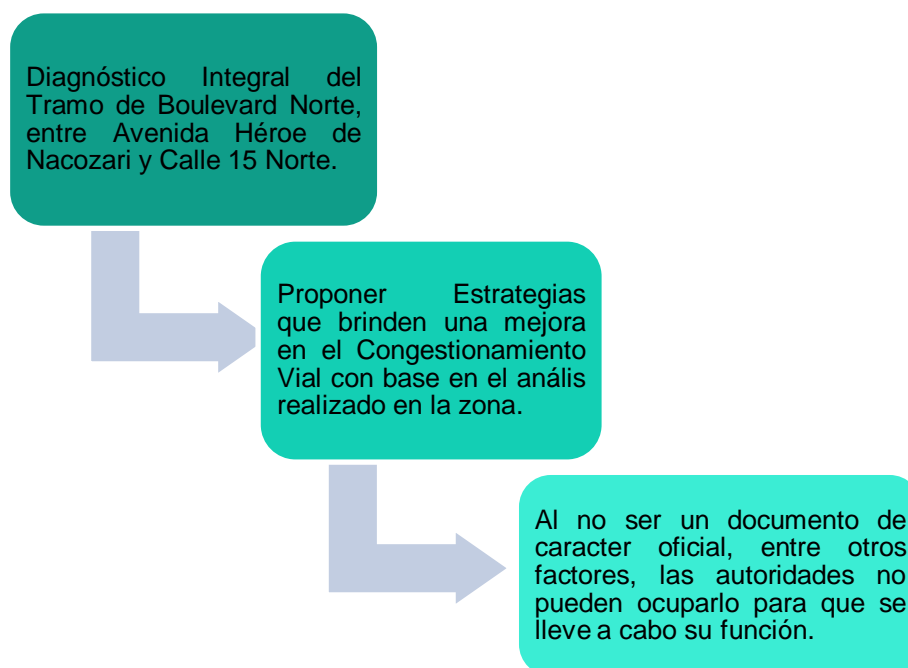 Diagnóstico Integral del
Tramo de Boulevard Norte,
entre Avenida Héroe de
Nacozari y Calle 15 Norte.
Proponer Estrategias
que brinden una mejora
en el Congestionamiento
Vial con base en el anális
realizado en la zona.
Al no ser un documento de
caracter oficial, entre otros
factores, las autoridades no
pueden ocuparlo para que se
lleve a cabo su función.